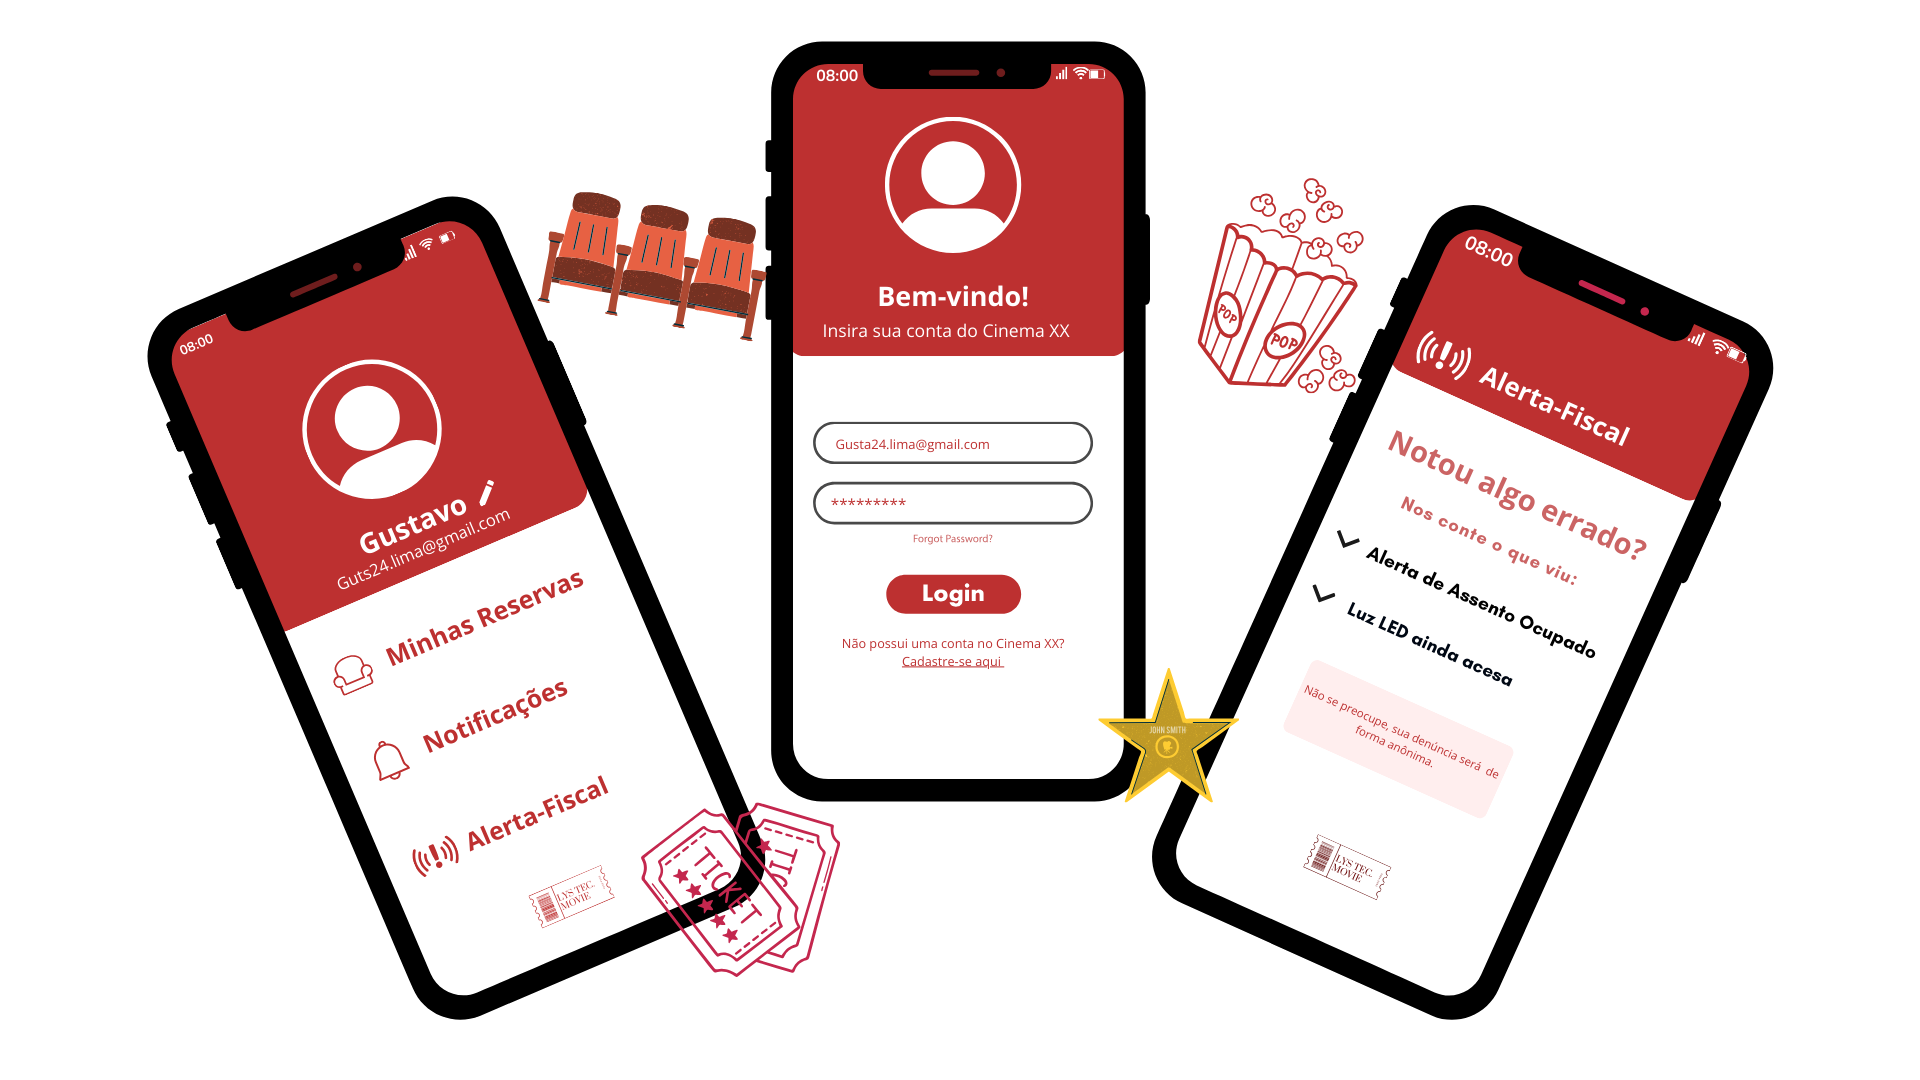 08:00
Gustavo
Guts24.lima@gmail.com
Minhas Reservas
Notificações
Alerta-Fiscal
LYS TEC.
MOVIE
TICKET
TIC
08:00
Bem-vindo!
Insira sua conta do Cinema XX
Gusta24.lima@gmail.com
*********
Forgot Password?
Login
Não possui uma conta no Cinema XX?
Cadastre-se aqui
JOHN SMITH
POP
POP
08:00
Alerta-Fiscal
Notou algo errado?
Nos conte o que viu:
Alerta de Assento Ocupado
Luz LED ainda acesa
Não se preocupe, sua denúncia será de
forma anônima.
LYS TEC.
MOVIE